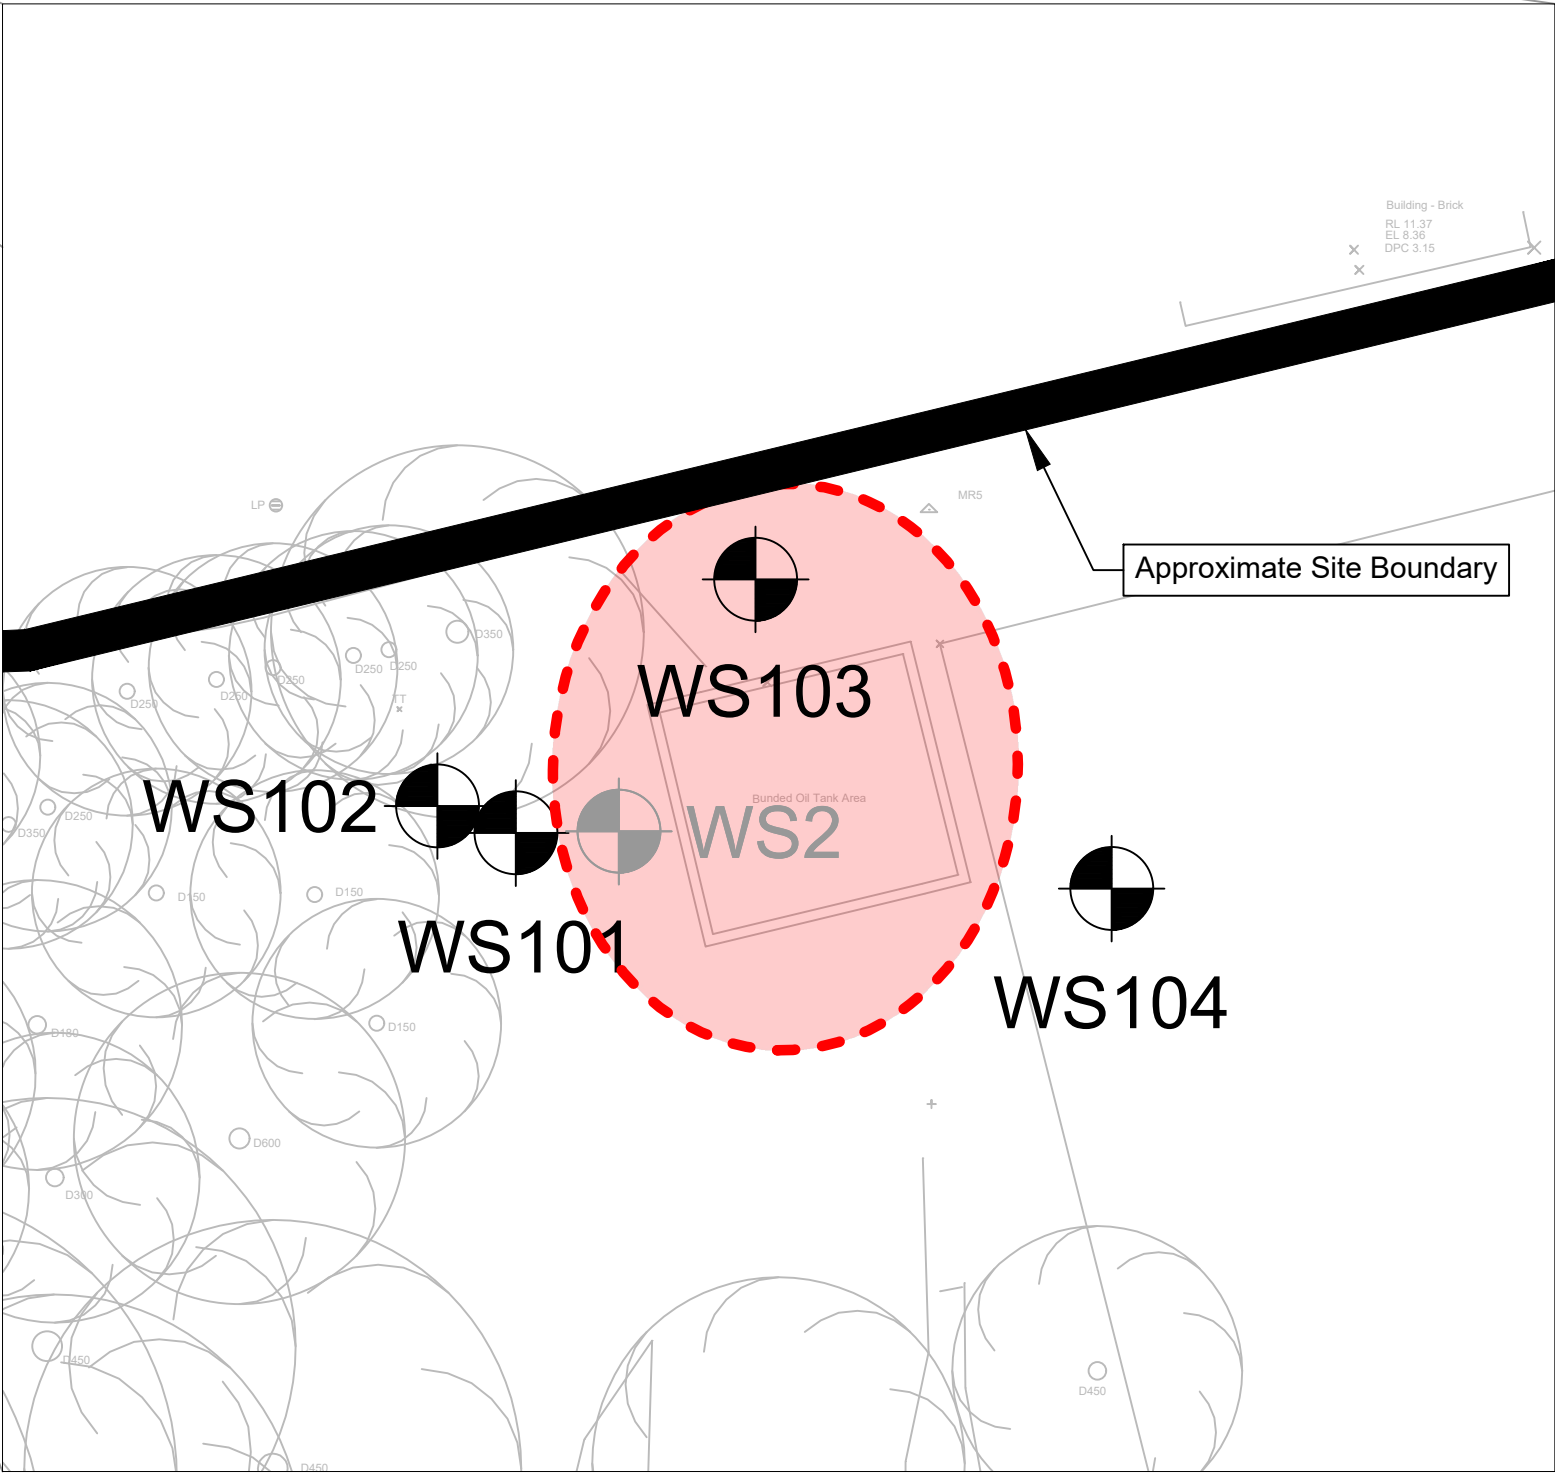 Building - Brick
RL 11.37
EL 8.36
DPC 3.15
LP
MR5
Approximate Site Boundary
D350
D250
D250
D250
D250
D250
TT
WS103
WS102
Bunded Oil Tank Area
WS2
D250
D350
D150
D150
WS101
WS104
D180
D150
D600
D300
D450
D450
D450